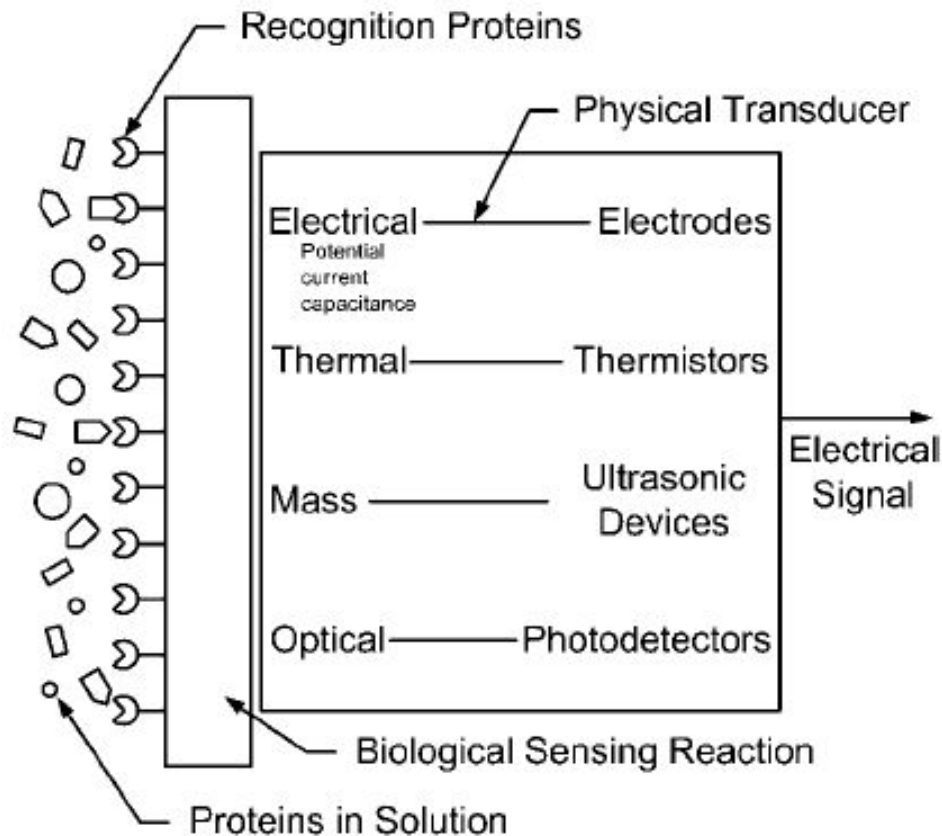 Recognition Proteins
Physical Transducer
Electrical Electrodes
Potential
current
capacitance
Thermal Thermistors
Electrical
Signal
Mass Ultrasonic
Devices
Optical Photodetectors
Biological Sensing Reaction
Proteins in Solution